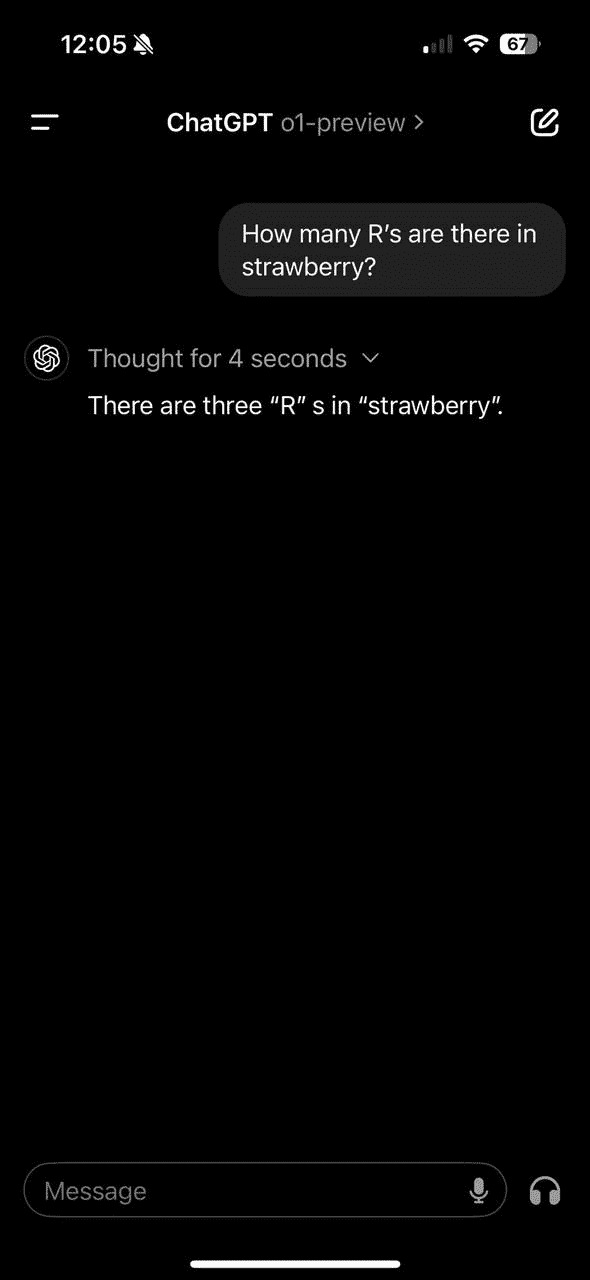 12:05
67
ChatGPT o1-preview >
How many R’s are there in
strawberry?
Thought for 4 seconds
There are three “R” s in “strawberry”.
Message